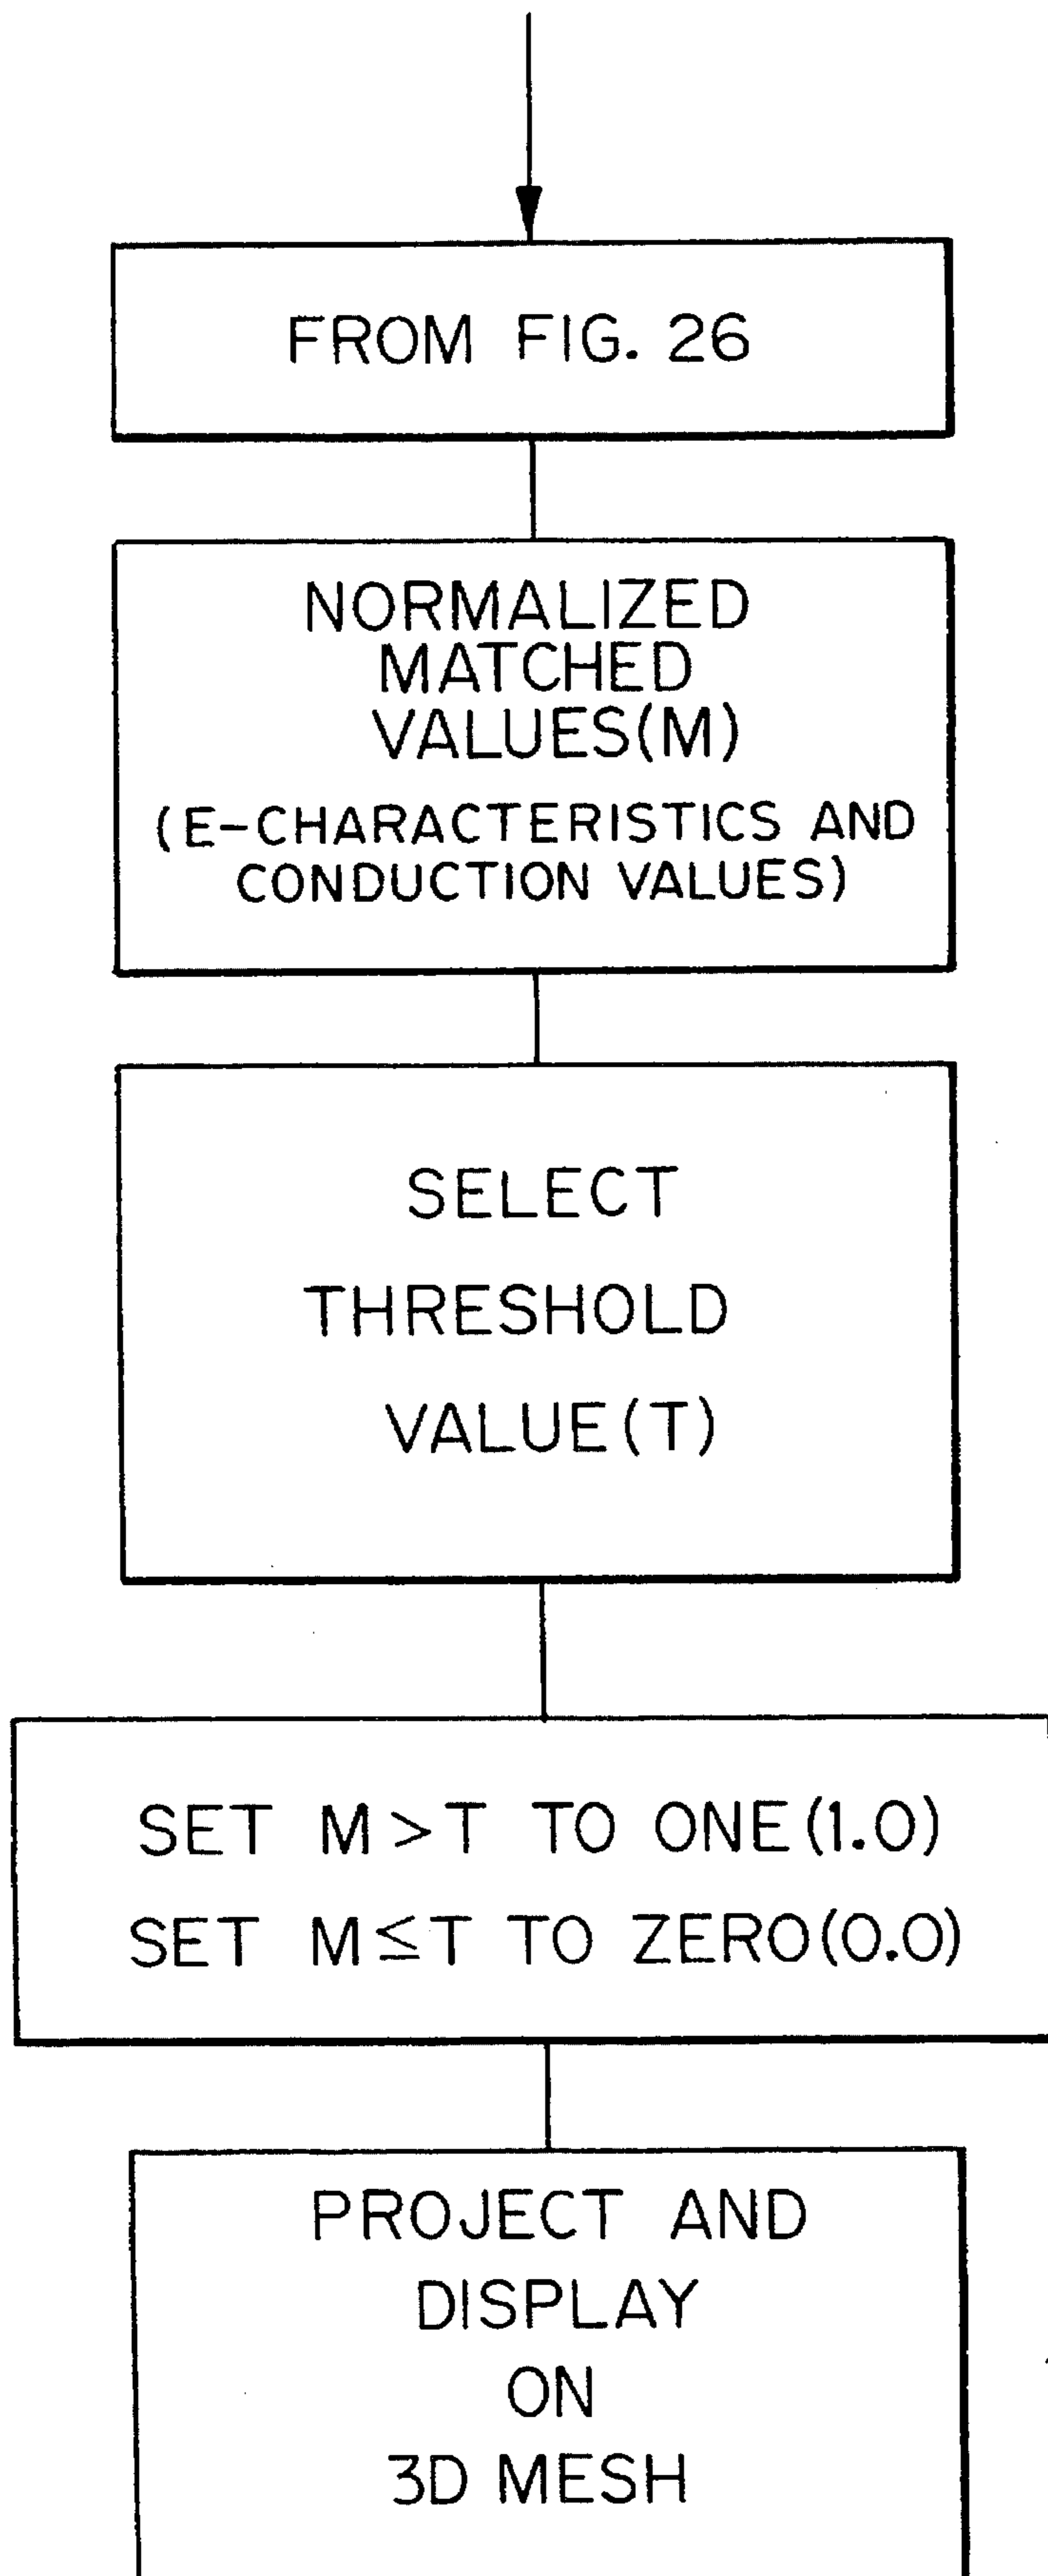 FROM FIG. 26
NORMALIZED
MATCHED
VALUES(M)
(E-CHARACTERISTICS AND
CONDUCTION VALUES)
SELECT
THRESHOLD
VALUE(T)
SET M>T TO ONE(1.0)
SET M≤T TO ZERO(0.0)
PROJECT AND
DISPLAY
ON
3D MESH